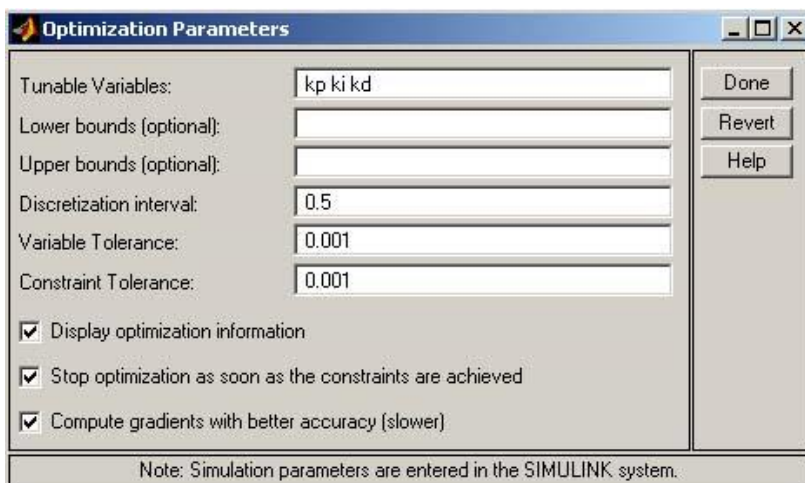 Optimization Parameters
Tunable Variables: kp ki kd
Lower bounds (optional):
Upper bounds (optional):
Discretization interval: 0.5
Variable Tolerance: 0.001
Constraint Tolerance: 0.001
Display optimization information
Stop optimization as soon as the constraints are achieved
Compute gradients with better accuracy (slower)
Done
Revert
Help
Note: Simulation parameters are entered in the SIMULINK system.